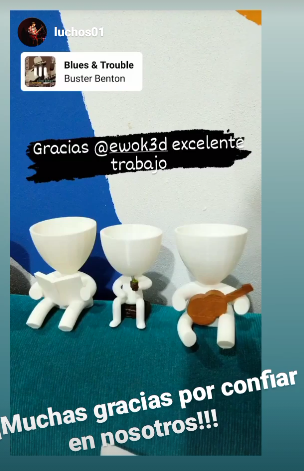 luchos01
Blues & Trouble
Buster Benton
Gracias @ewok3d excelente
trabajo
¡Muchas gracias por confiar
en nosotros!!!